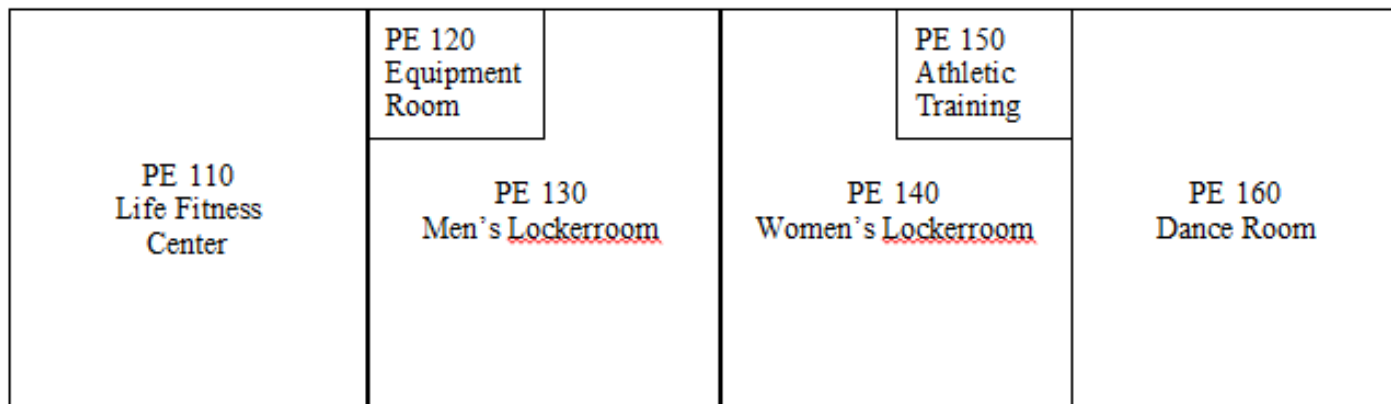 PE 110
Life Fitness
Center
PE 120
Equipment
Room
PE 130
Men’s Lockerroom
PE 140
Women’s Lockerroom
PE 150
Athletic
Training
PE 160
Dance Room